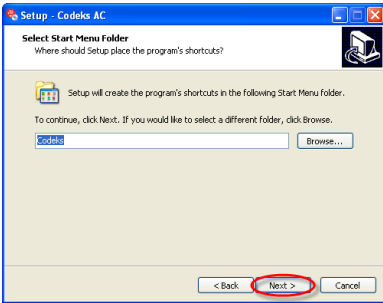 Setup - Codeks AC
Select Start Menu Folder
Where should Setup place the program's shortcuts?
Setup will create the program's shortcuts in the following Start Menu folder.
To continue, click Next. If you would like to select a different folder, click Browse.
Codeks
Browse...
< Back
Next >
Cancel